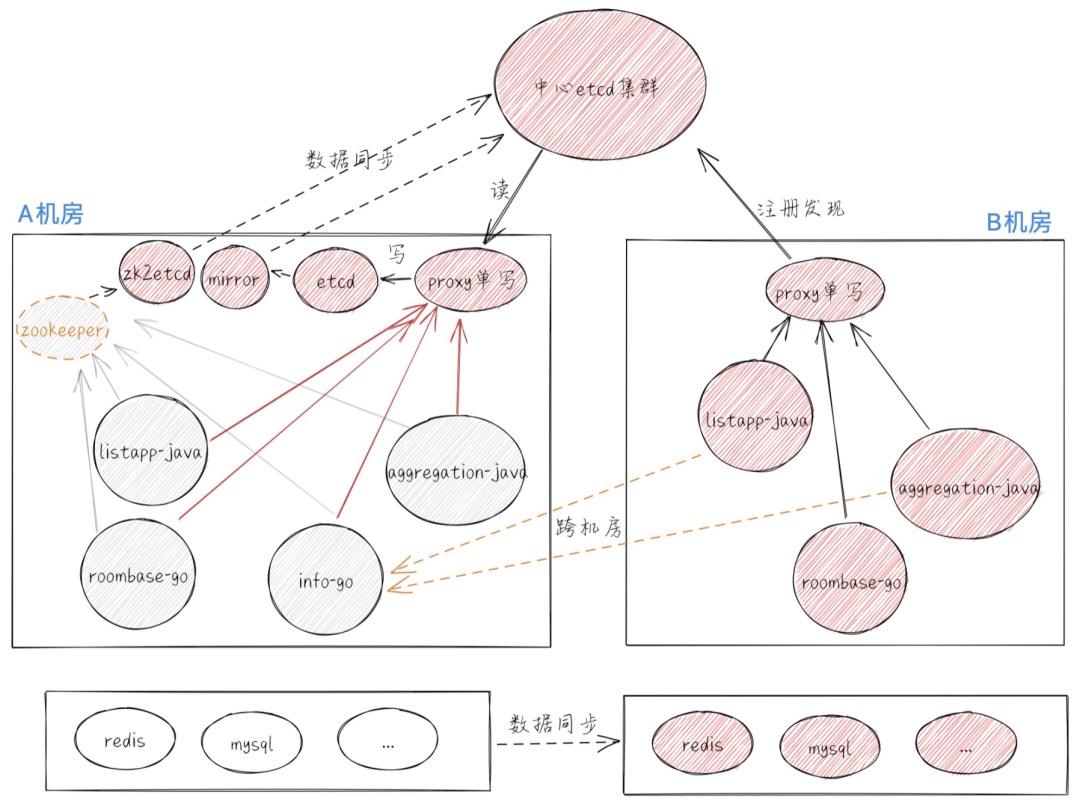 中心etcd集群
数据同步
读
注册发现
A机房
B机房
zk2etcd
mirror
etcd
写
proxy单写
proxy单写
zookeeper
listapp-java
aggregation-java
roombase-go
info-go
跨机房
listapp-java
aggregation-java
roombase-go
redis
mysql
...
数据同步
redis
mysql
...